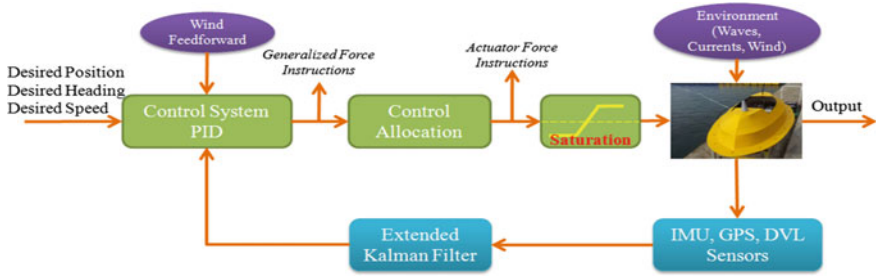 Wind
Feedforward
Environment
(Waves,
Currents, Wind)
Generalized Force
Instructions
Actuator Force
Instructions
Desired Position
Desired Heading
Desired Speed
Control System
PID
Control
Allocation
Saturation
Output
Extended
Kalman Filter
IMU, GPS, DVL
Sensors